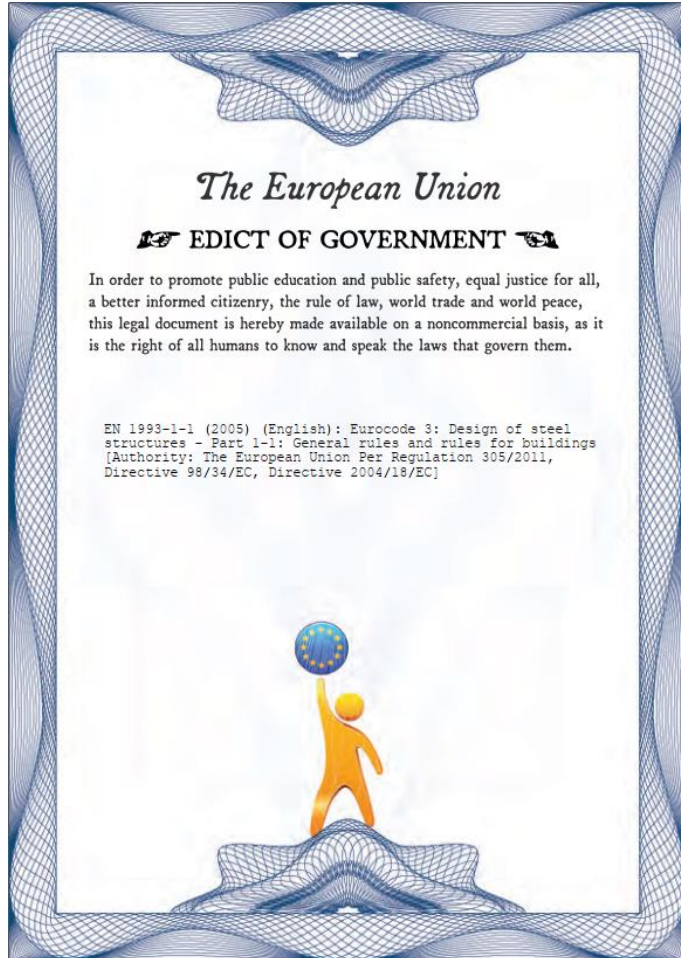 The European Union
EDICT OF GOVERNMENT
In order to promote public education and public safety, equal justice for all,
a better informed citizenry, the rule of law, world trade and world peace,
this legal document is hereby made available on a noncommercial basis, as it
is the right of all humans to know and speak the laws that govern them.
EN 1993-1-1 (2005) (English): Eurocode 3: Design of steel
structures - Part 1-1: General rules and rules for buildings
[Authority: The European Union Per Regulation 305/2011,
Directive 98/34/EC, Directive 2004/18/EC]